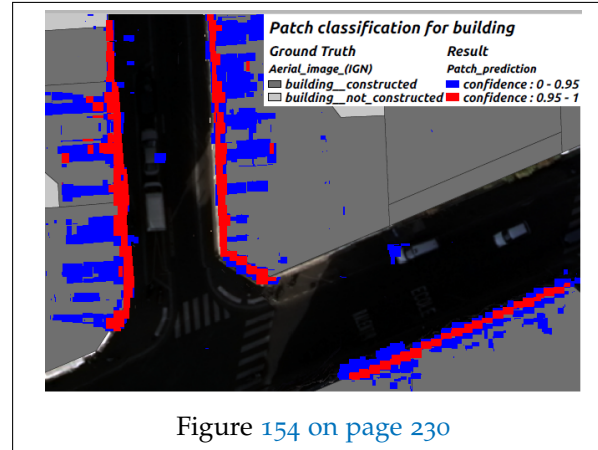 Patch classification for building
Ground Truth Result
Aerial_image_(IGN) Patch_prediction
building__constructed confidence : 0 - 0.95
building__not_constructed confidence : 0.95 - 1
ECOLE
Figure 154 on page 230